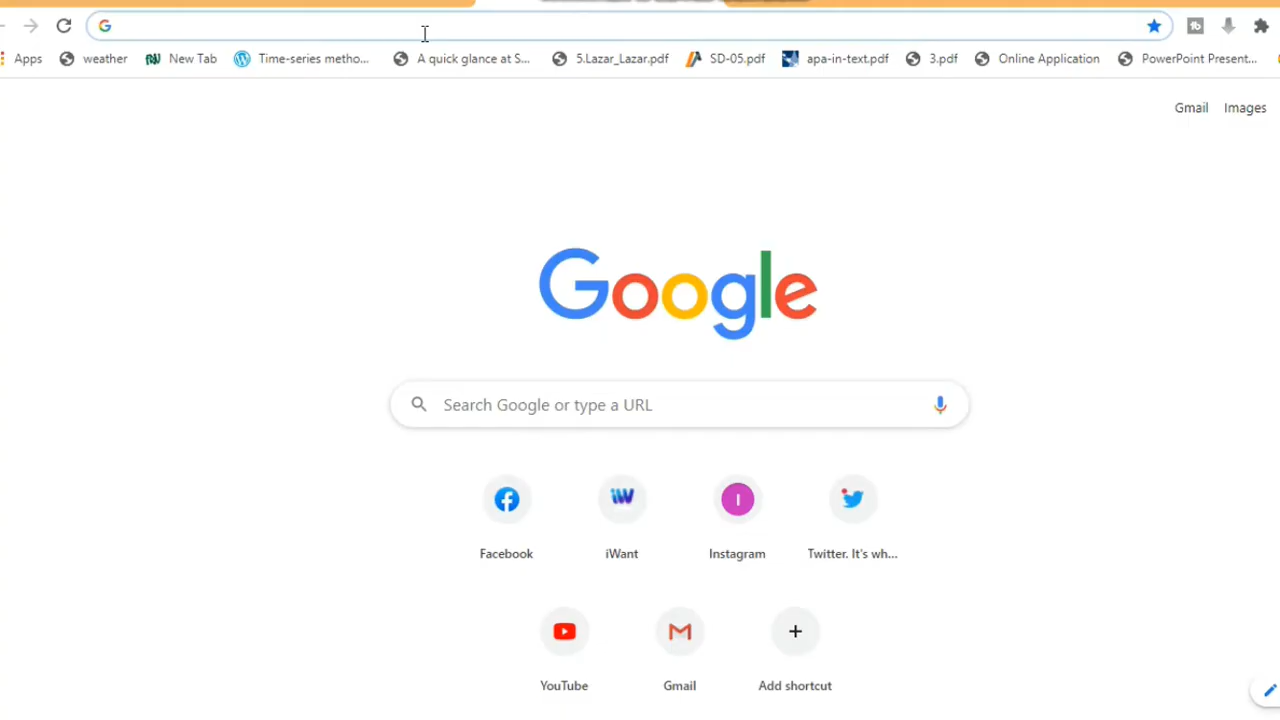 Apps weather New Tab Time-series metho... A quick glance at S... 5.Lazar_Lazar.pdf SD-05.pdf apa-in-text.pdf 3.pdf Online Application PowerPoint Present...
Gmail Images
Google
Search Google or type a URL
Facebook iWant Instagram Twitter. It's wh...
YouTube Gmail Add shortcut